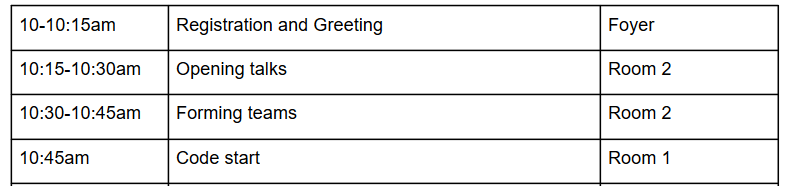 10-10:15am Registration and Greeting Foyer
10:15-10:30am Opening talks Room 2
10:30-10:45am Forming teams Room 2
10:45am Code start Room 1